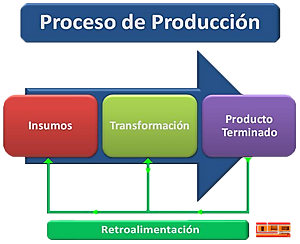 Proceso de Producción
Insumos
Transformación
Producto
Terminado
Retroalimentación